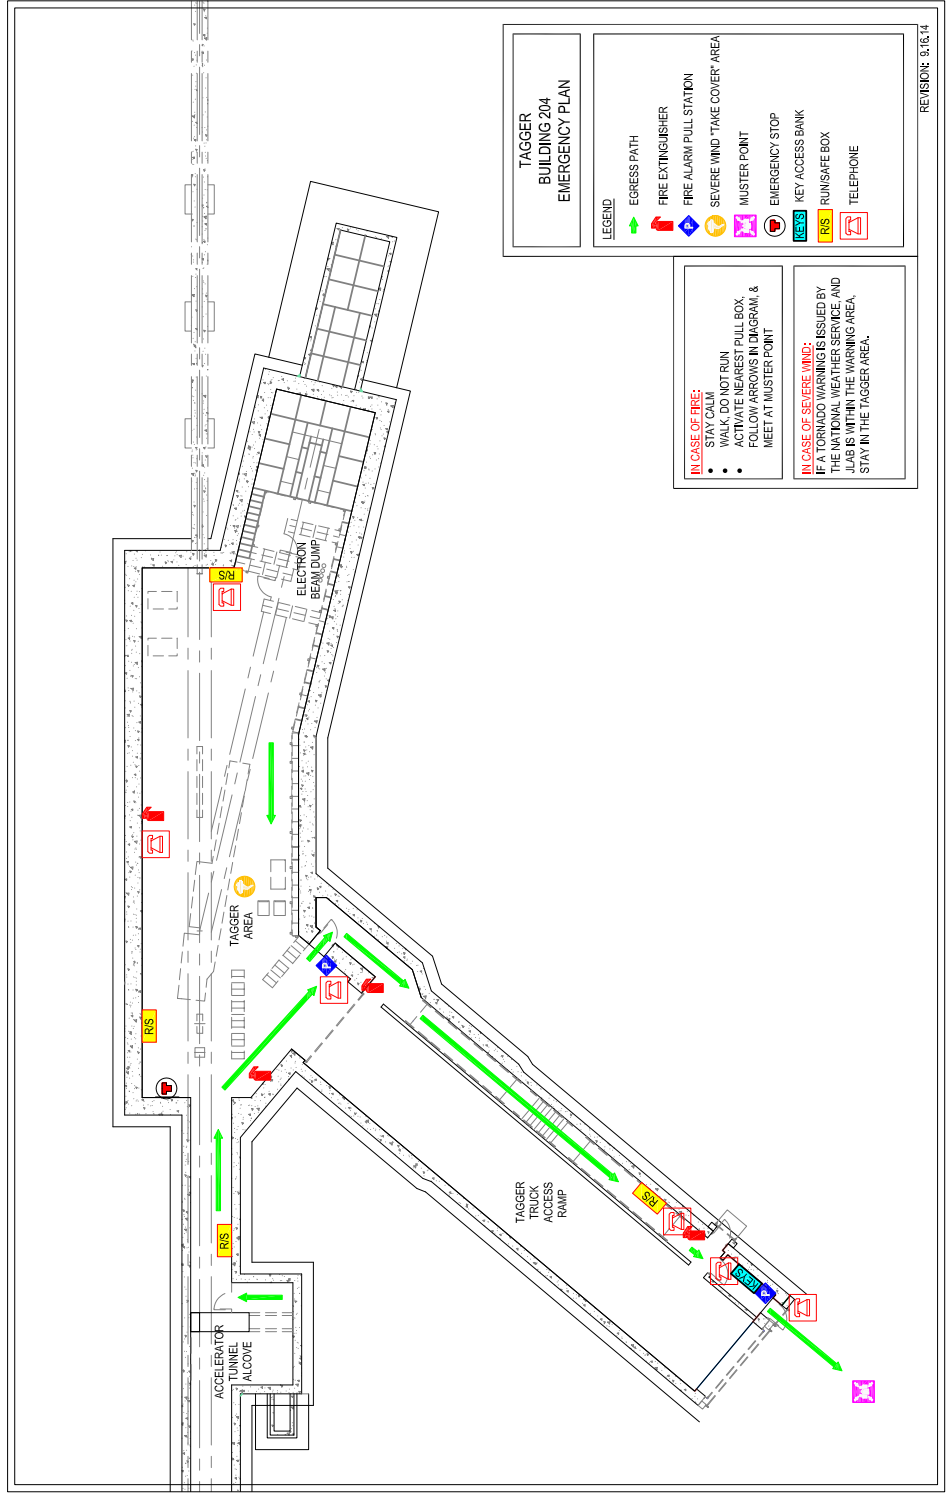 TAGGER
BUILDING 204
EMERGENCY PLAN
LEGEND
EGRESS PATH
FIRE EXTINGUISHER
P
FIRE ALARM PULL STATION
SEVERE WIND "TAKE COVER" AREA
MUSTER POINT
EMERGENCY STOP
KEYS
KEY ACCESS BANK
R/S
RUN/SAFE BOX
TELEPHONE
REVISION: 9.16.14
IN CASE OF FIRE:
• STAY CALM
• WALK, DO NOT RUN
• ACTIVATE NEAREST PULL BOX,
FOLLOW ARROWS IN DIAGRAM, &
MEET AT MUSTER POINT
IN CASE OF SEVERE WIND:
IF A TORNADO WARNING IS ISSUED BY
THE NATIONAL WEATHER SERVICE, AND
JLAB IS WITHIN THE WARNING AREA,
STAY IN THE TAGGER AREA.
R/S
ELECTRON
BEAM DUMP
TAGGER
AREA
P
R/S
R/S
ACCELERATOR
TUNNEL
ALCOVE
TAGGER
TRUCK
ACCESS
RAMP
R/S
KEYS
P